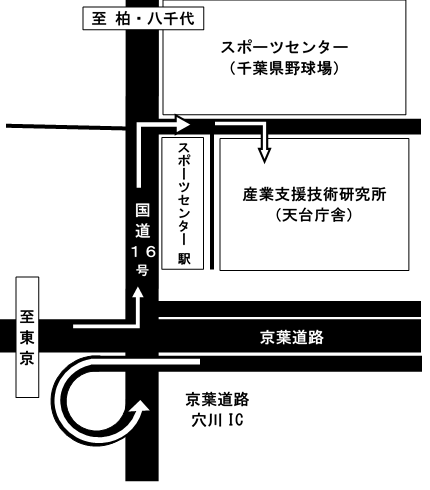 至 柏・八千代
スポーツセンター
（千葉県野球場）
スポーツセンター駅
産業支援技術研究所
（天台庁舎）
国道１６号
至東京
京葉道路
京葉道路
穴川 IC